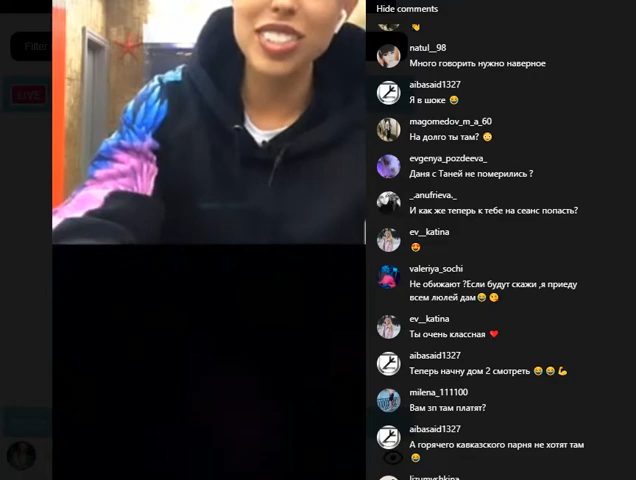 Hide comments
Filter
LIVE
natul__98
Много говорить нужно наверное
aibasaid1327
Я в шоке 😂
magomedov_m_a_60
На долго ты там? 😳
evgenya_pozdeeva_
Даня с Таней не померились ?
_.anufrieva._
И как же теперь к тебе на сеанс попасть?
ev__katina
😍
valeriya_sochi
Не обижают ?Если будут скажи ,я приеду
всем люлей дам😂 😘
ev__katina
Ты очень классная ❤️
aibasaid1327
Теперь начну дом 2 смотреть 😂 😂 💪
milena_111100
Вам зп там платят?
aibasaid1327
А горячего кавказского парня не хотят там
😂
lizumyshkina